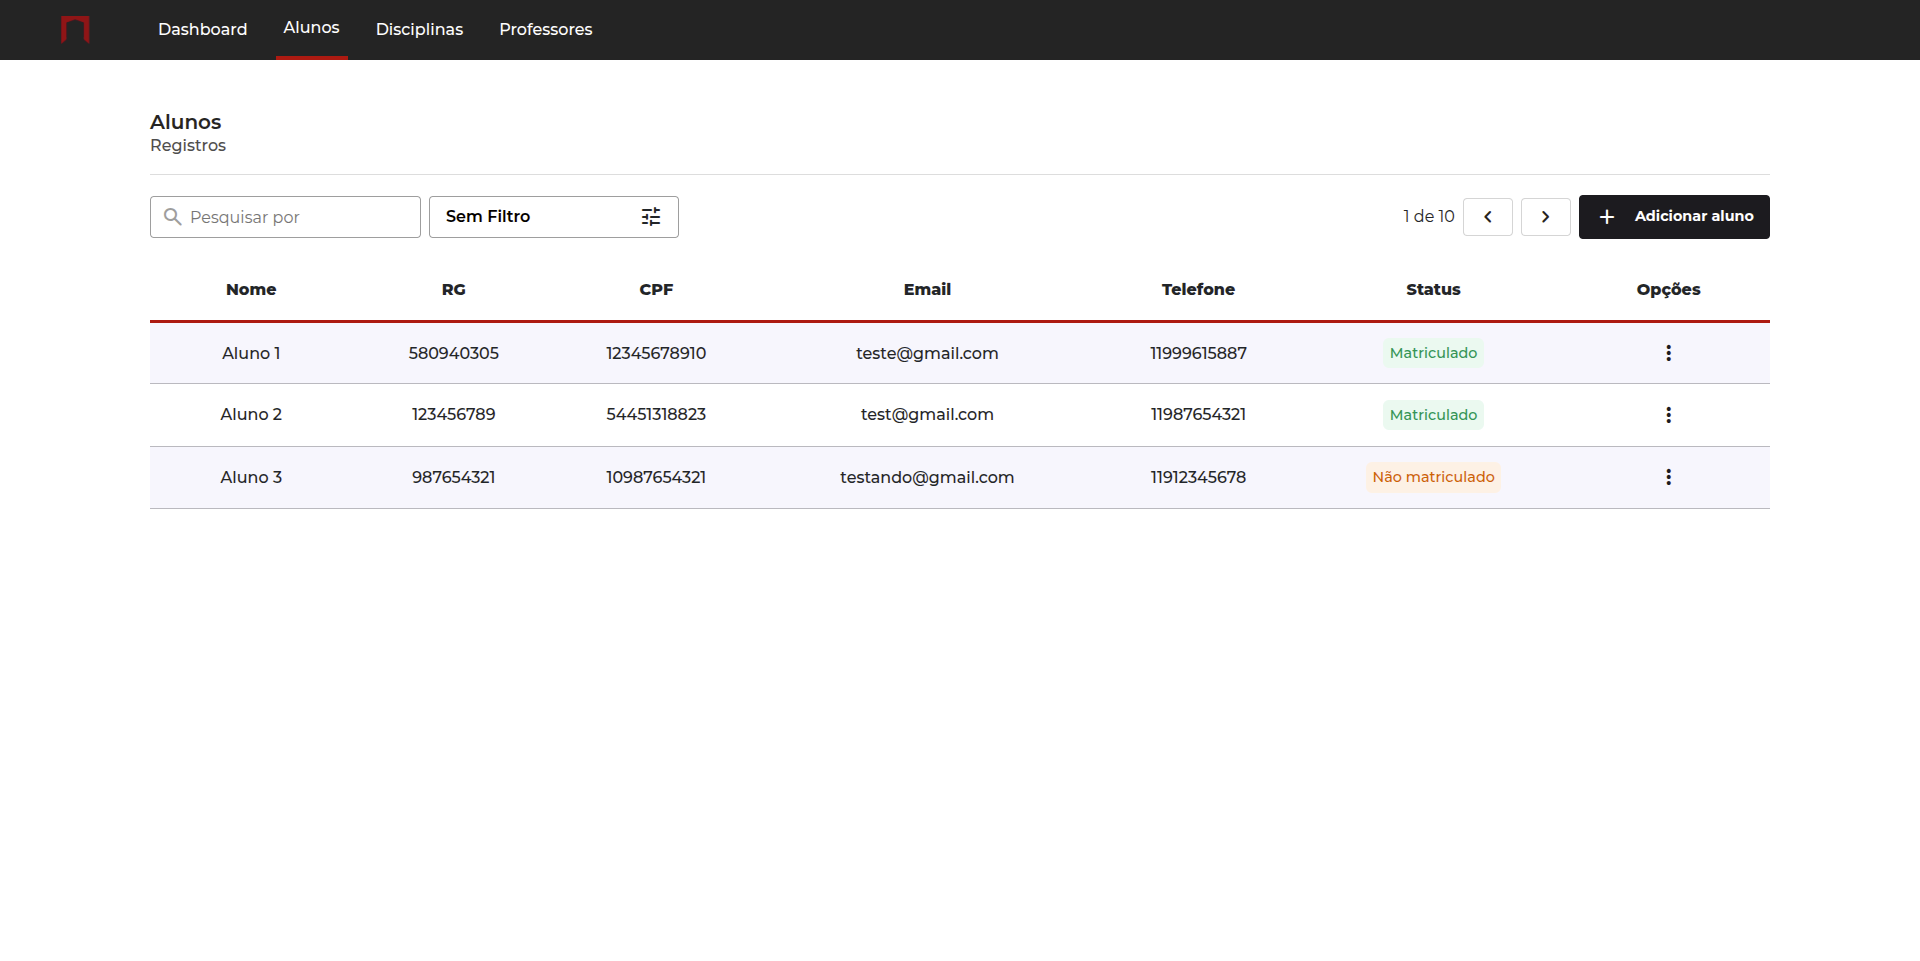 Dashboard Alunos Disciplinas Professores
Alunos
Registros
Pesquisar por Sem Filtro 1 de 10 Adicionar aluno
Nome RG CPF Email Telefone Status Opções
Aluno 1 580940305 12345678910 teste@gmail.com 11999615887 Matriculado
Aluno 2 123456789 54451318823 test@gmail.com 11987654321 Matriculado
Aluno 3 987654321 10987654321 testando@gmail.com 11912345678 Não matriculado